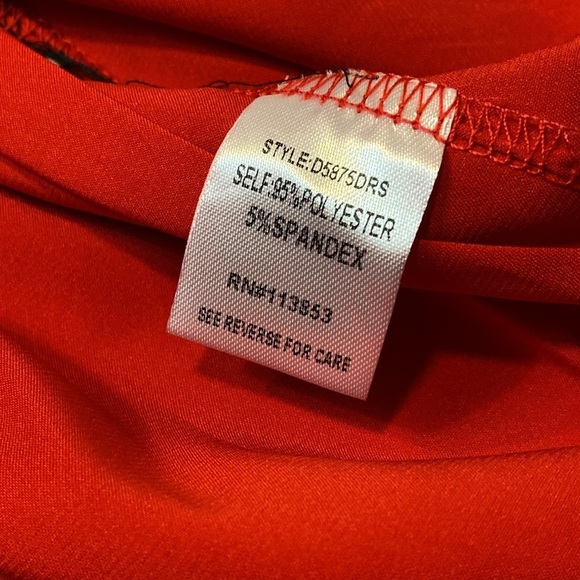 STYLE:D5875DRS
SELF:95%POLYESTER
5%SPANDEX
RN#113853
SEE REVERSE FOR CARE